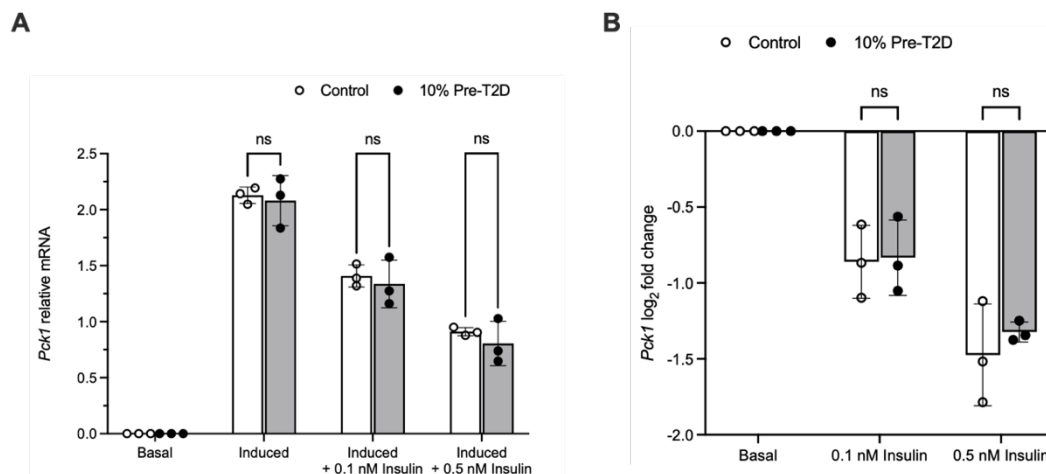 A
Control 10% Pre-T2D
ns ns ns
Pck1 relative mRNA
2.5
2.0
1.5
1.0
0.5
0.0
Basal Induced Induced Induced
+ 0.1 nM Insulin + 0.5 nM Insulin
B
Control 10% Pre-T2D
ns ns
Pck1 log2 fold change
0.0
-0.5
-1.0
-1.5
-2.0
Basal 0.1 nM Insulin 0.5 nM Insulin